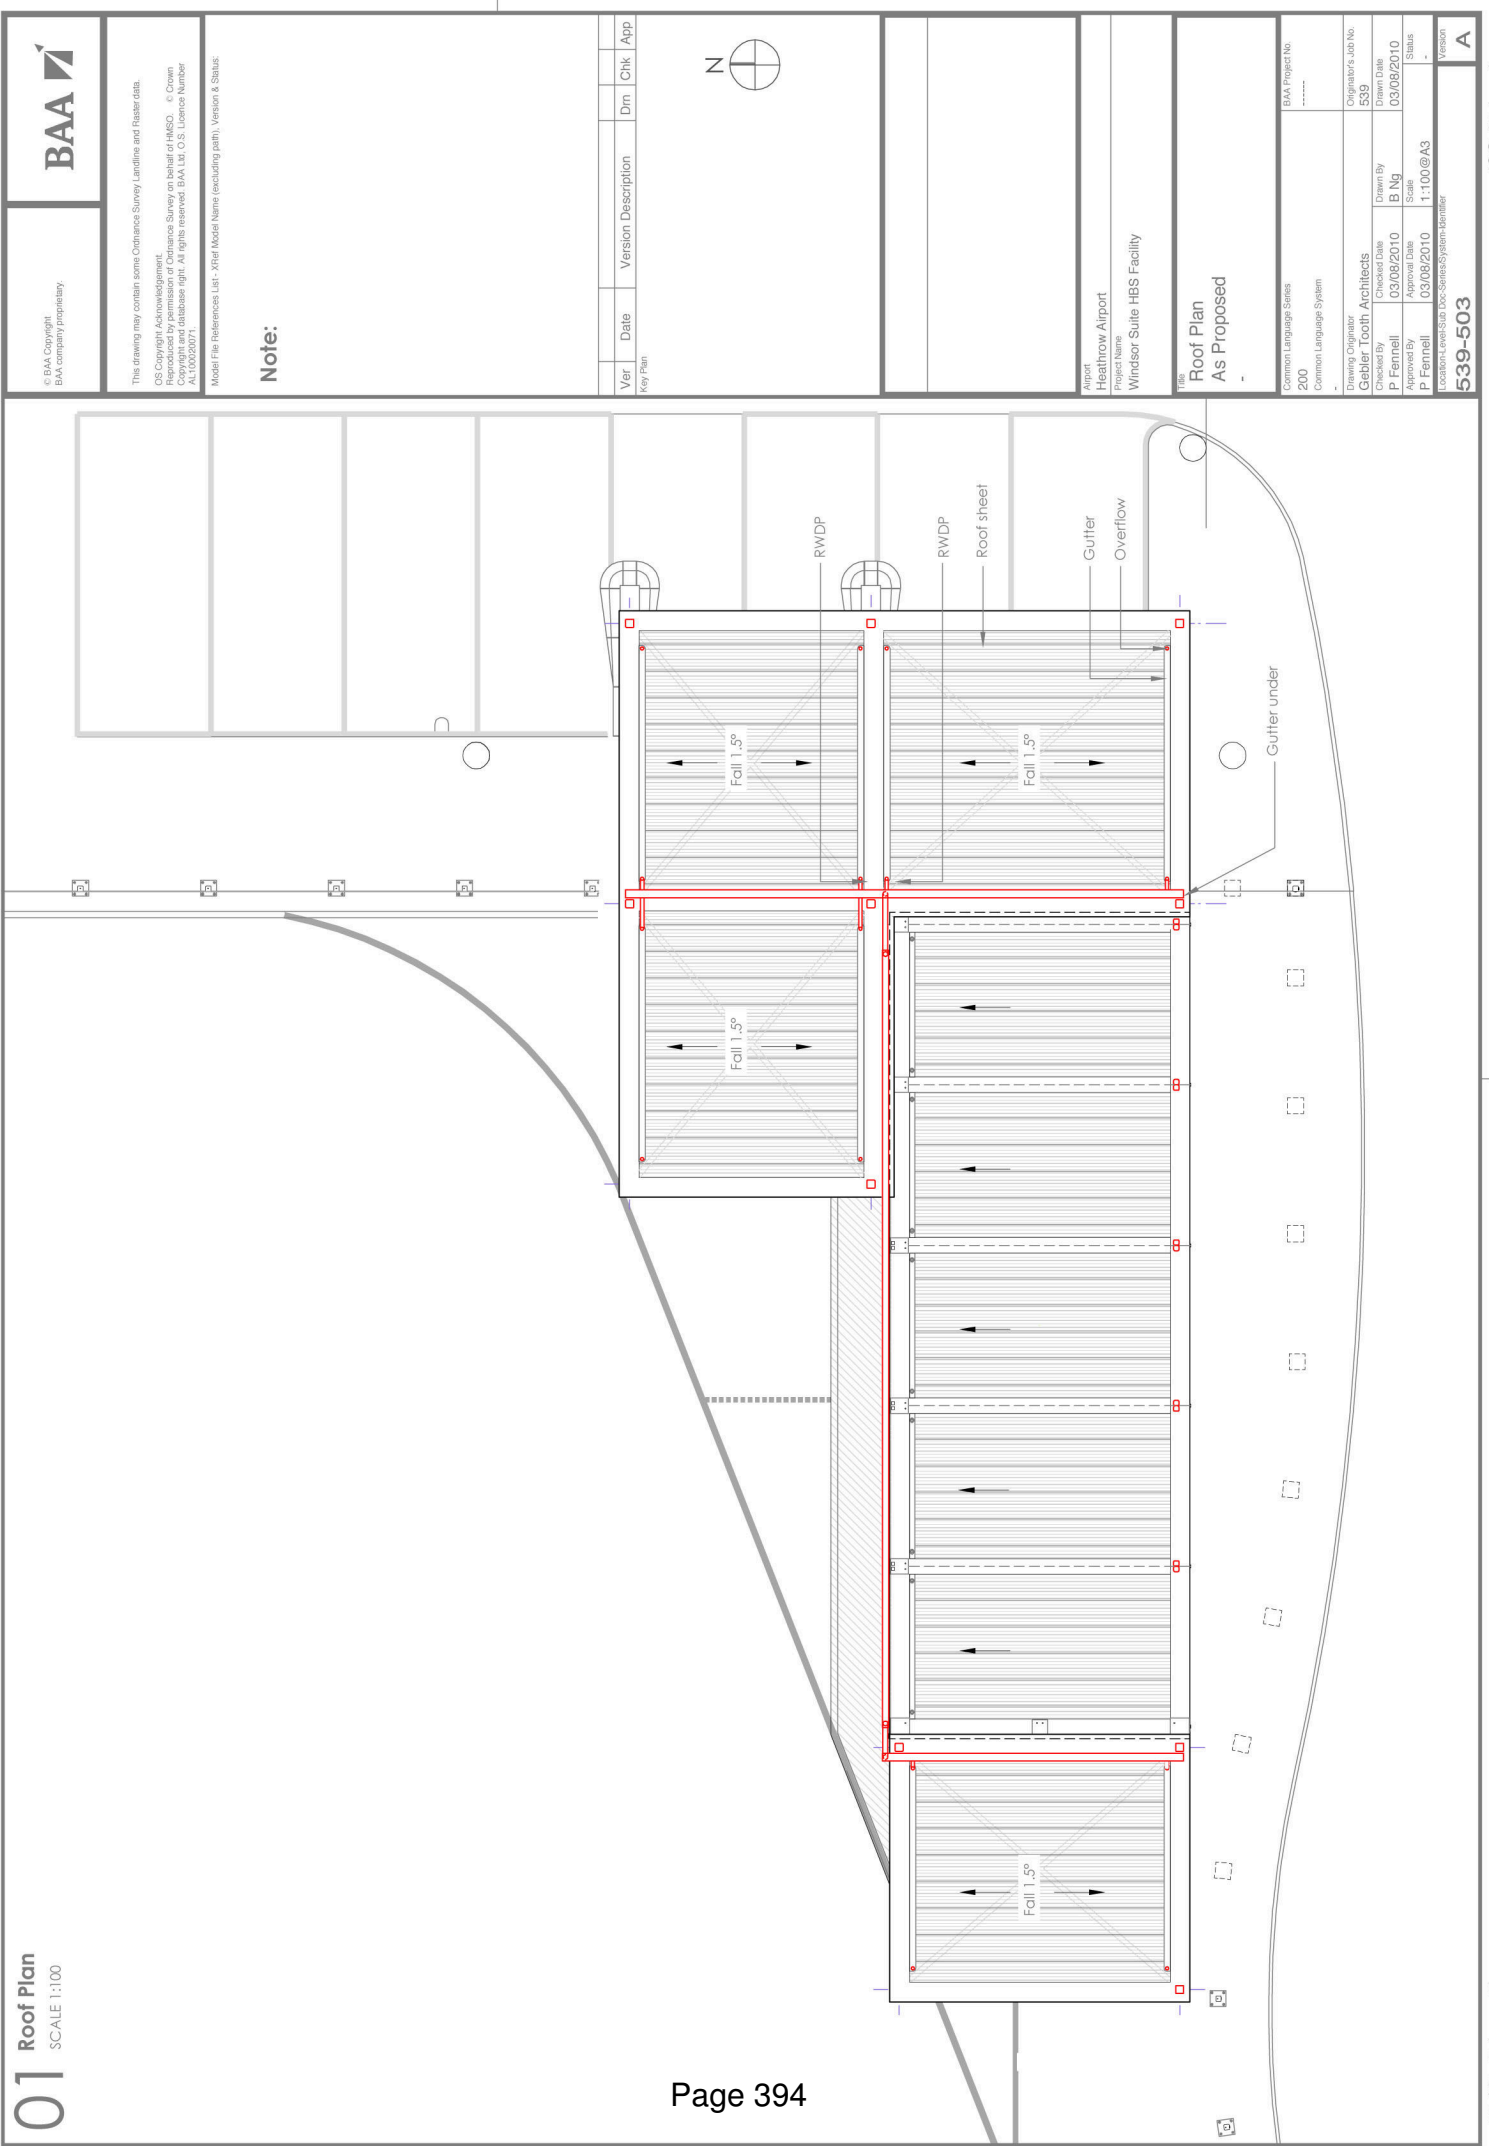 01
Roof Plan
SCALE 1:100
RWDP
RWDP
Roof sheet
Gutter
Overflow
Gutter under
Fall 1.5°
Fall 1.5°
Fall 1.5°
Fall 1.5°
© BAA Copyright
BAA company proprietary.
BAA
This drawing may contain some Ordnance Survey Landline and Raster data.
OS Copyright Acknowledgement.
Reproduced by permission of Ordnance Survey on behalf of HMSO. © Crown
Copyright and database right. All rights reserved. BAA Ltd, O.S. Licence Number
AL100020071.
Model File References List - XRef Model Name (excluding path), Version & Status:
Note:
Ver Date Version Description Drn Chk App
Key Plan
N
Airport
Heathrow Airport
Project Name
Windsor Suite HBS Facility
Title
Roof Plan
As Proposed
-
Common Language Series
200
BAA Project No.
------
Common Language System
-
Drawing Originator
Gebler Tooth Architects
Originator's Job No.
539
Checked By
P Fennell
Checked Date
03/08/2010
Drawn By
B Ng
Drawn Date
03/08/2010
Approved By
P Fennell
Approval Date
03/08/2010
Scale
1:100@A3
Status
-
Location-Level-Sub Doc-Series/System-Identifier
539-503
Version
A
Page 394